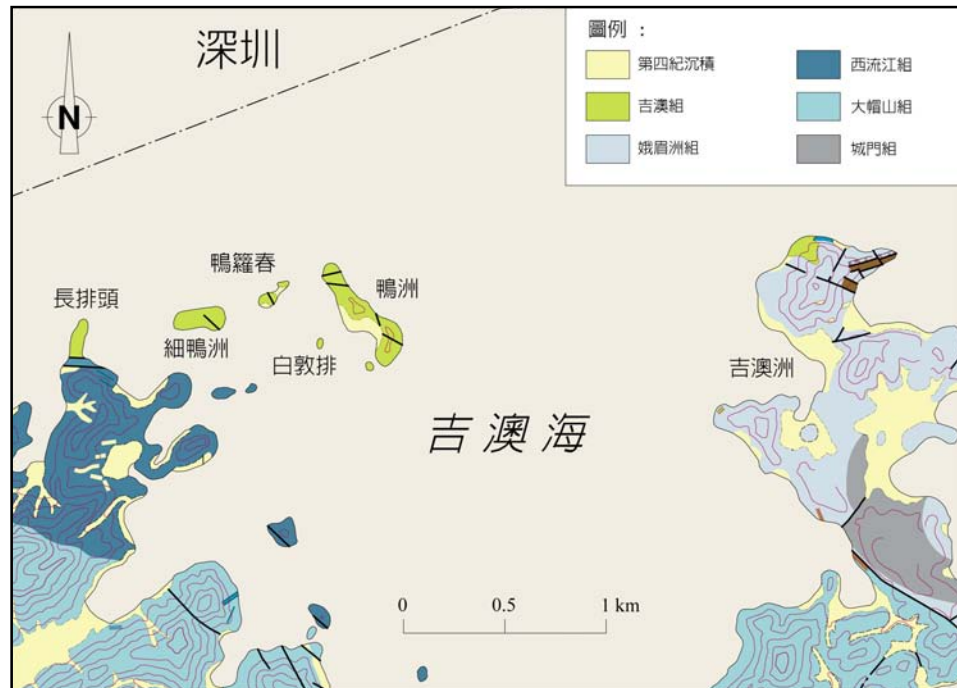 深圳
圖例 :
第四紀沉積
西流江組
吉澳組
大帽山組
娥眉洲組
城門組
N
鴨籮春
鴨洲
長排頭
細鴨洲
白敦排
吉澳洲
吉澳海
0 0.5 1 km